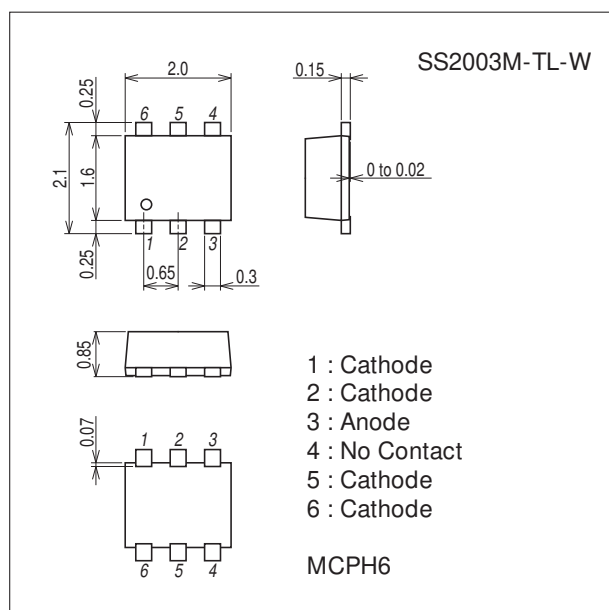 SS2003M-TL-W
2.0
0.15
0.25
6 5 4
2.1
1.6
0 to 0.02
0.25
1 2 3
0.65
0.3
0.85
1 : Cathode
2 : Cathode
3 : Anode
4 : No Contact
5 : Cathode
6 : Cathode
0.07
1 2 3
6 5 4
MCPH6